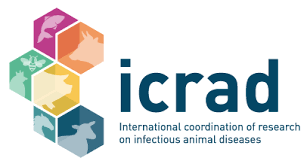 icrad
International coordination of research
on infectious animal diseases